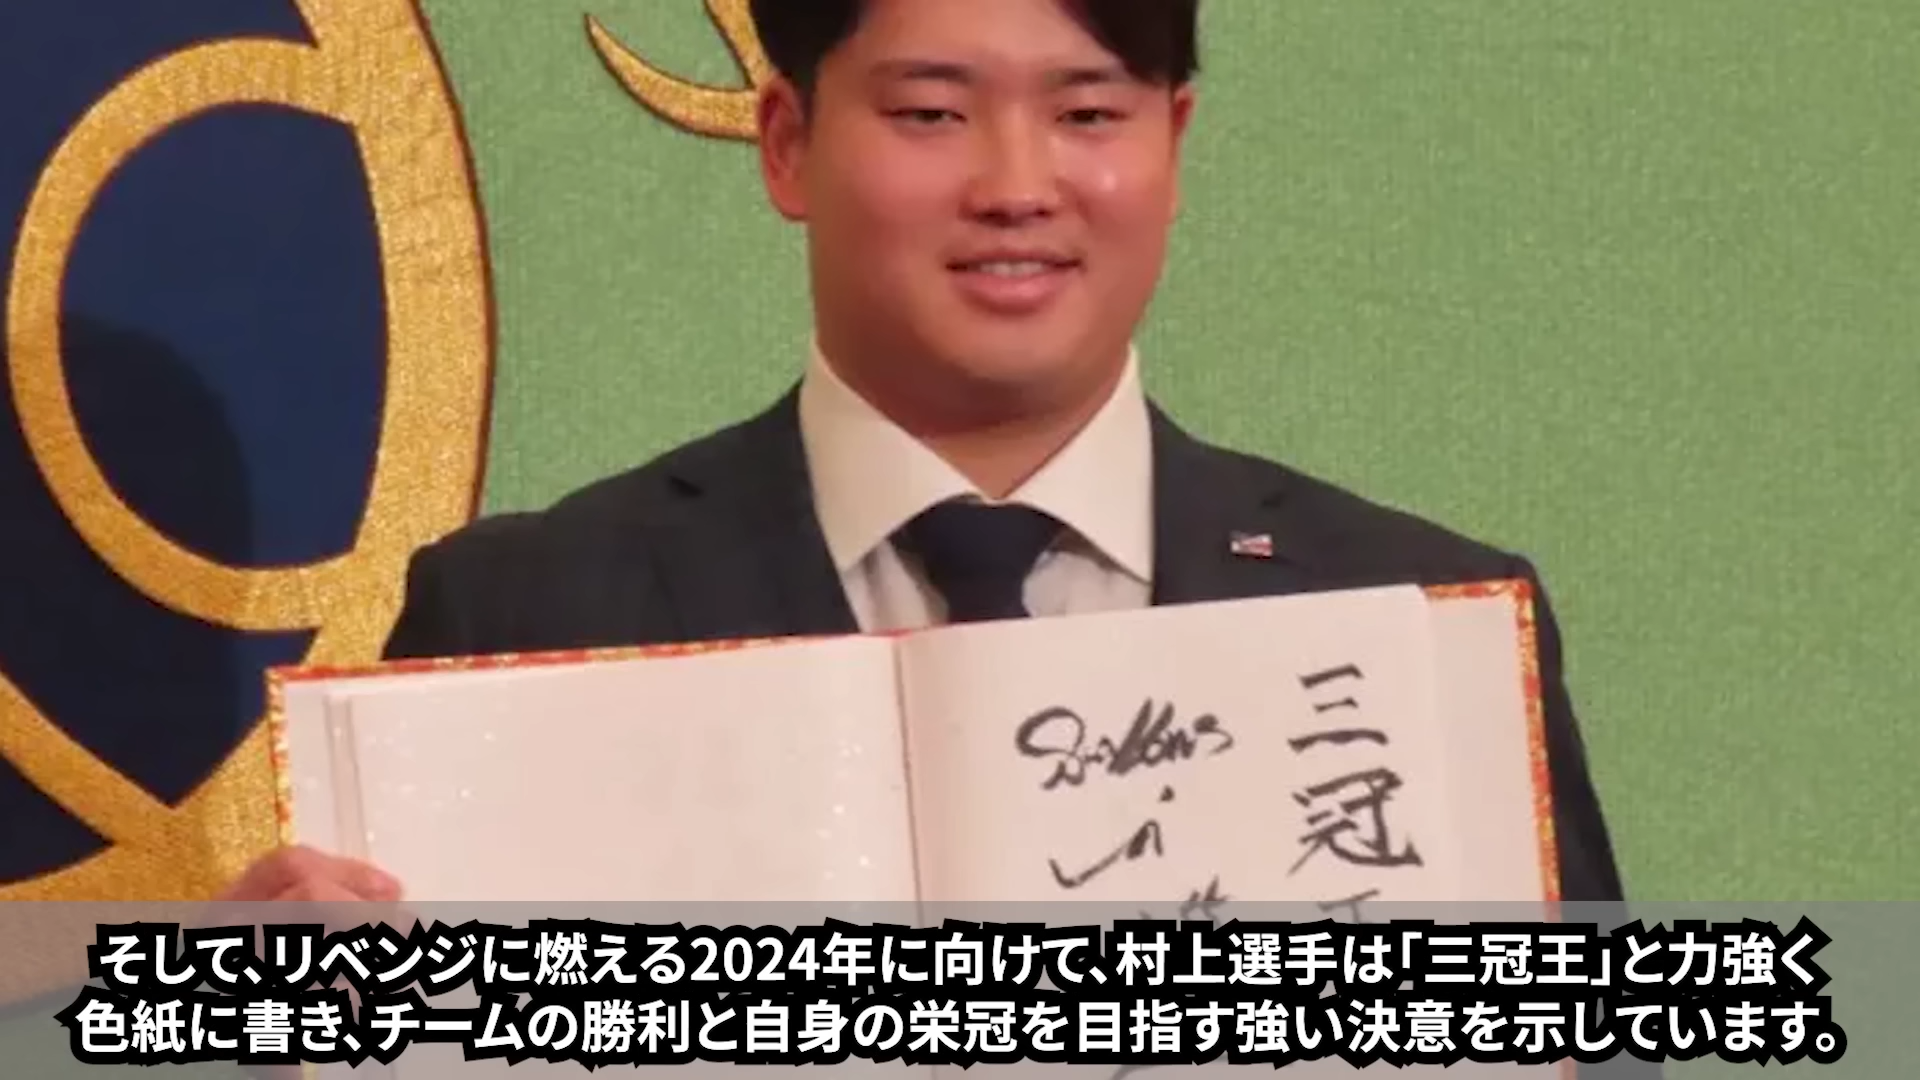 三冠王
Swallows
そして、リベンジに燃える2024年に向けて、村上選手は「三冠王」と力強く
色紙に書き、チームの勝利と自身の栄冠を目指す強い決意を示しています。